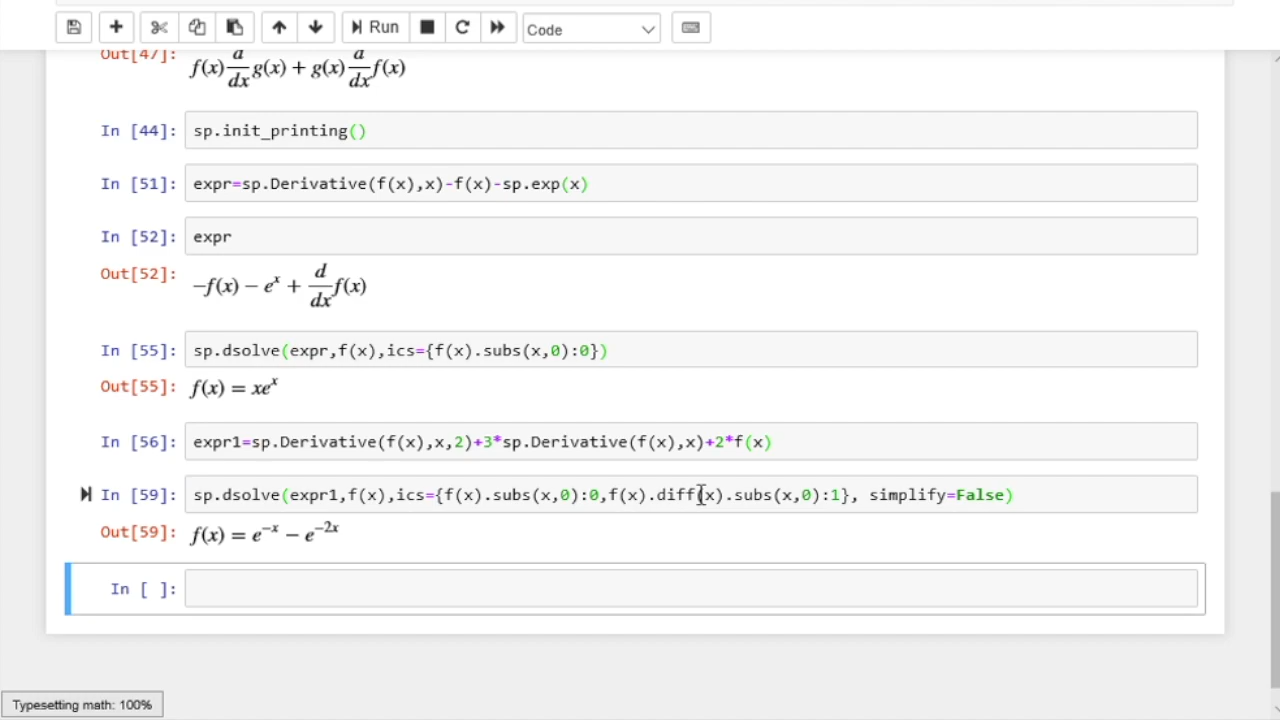 Run
Code
Out[47]: f(x) d/dx g(x) + g(x) d/dx f(x)
In [44]: sp.init_printing()
In [51]: expr=sp.Derivative(f(x),x)-f(x)-sp.exp(x)
In [52]: expr
Out[52]: −f(x) − e^x + d/dx f(x)
In [55]: sp.dsolve(expr,f(x),ics={f(x).subs(x,0):0})
Out[55]: f(x) = xe^x
In [56]: expr1=sp.Derivative(f(x),x,2)+3*sp.Derivative(f(x),x)+2*f(x)
In [59]: sp.dsolve(expr1,f(x),ics={f(x).subs(x,0):0,f(x).diff(x).subs(x,0):1}, simplify=False)
Out[59]: f(x) = e^−x − e^−2x
In [ ]:
Typesetting math: 100%